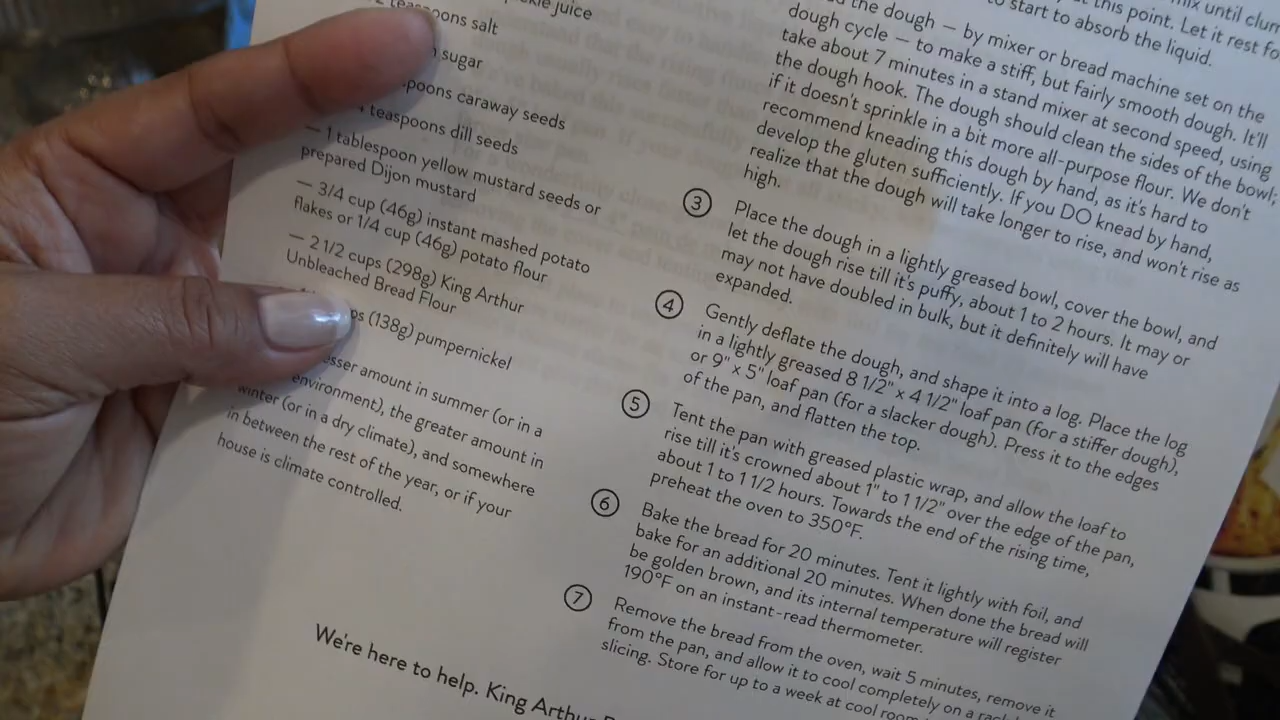 kle juice
teaspoons salt
sugar
spoons caraway seeds
4 teaspoons dill seeds
— 1 tablespoon yellow mustard seeds or
prepared Dijon mustard
— 3/4 cup (46g) instant mashed potato
flakes or 1/4 cup (46g) potato flour
— 2 1/2 cups (298g) King Arthur
Unbleached Bread Flour
ps (138g) pumpernickel
esser amount in summer (or in a
environment), the greater amount in
winter (or in a dry climate), and somewhere
in between the rest of the year, or if your
house is climate controlled.
We're here to help. King Arthur
mix until clum
this point. Let it rest fo
to start to absorb the liquid.
the dough — by mixer or bread machine set on the
dough cycle — to make a stiff, but fairly smooth dough. It'll
take about 7 minutes in a stand mixer at second speed, using
the dough hook. The dough should clean the sides of the bowl;
if it doesn't sprinkle in a bit more all-purpose flour. We don't
recommend kneading this dough by hand, as it's hard to
develop the gluten sufficiently. If you DO knead by hand,
realize that the dough will take longer to rise, and won't rise as
high.
3 Place the dough in a lightly greased bowl, cover the bowl, and
let the dough rise till it's puffy, about 1 to 2 hours. It may or
may not have doubled in bulk, but it definitely will have
expanded.
4 Gently deflate the dough, and shape it into a log. Place the log
in a lightly greased 8 1/2" x 4 1/2" loaf pan (for a stiffer dough),
or 9" x 5" loaf pan (for a slacker dough). Press it to the edges
of the pan, and flatten the top.
5 Tent the pan with greased plastic wrap, and allow the loaf to
rise till it's crowned about 1" to 1 1/2" over the edge of the pan,
about 1 to 1 1/2 hours. Towards the end of the rising time,
preheat the oven to 350°F.
6 Bake the bread for 20 minutes. Tent it lightly with foil, and
bake for an additional 20 minutes. When done the bread will
be golden brown, and its internal temperature will register
190°F on an instant-read thermometer.
7 Remove the bread from the oven, wait 5 minutes, remove it
from the pan, and allow it to cool completely on a rack
slicing. Store for up to a week at cool room